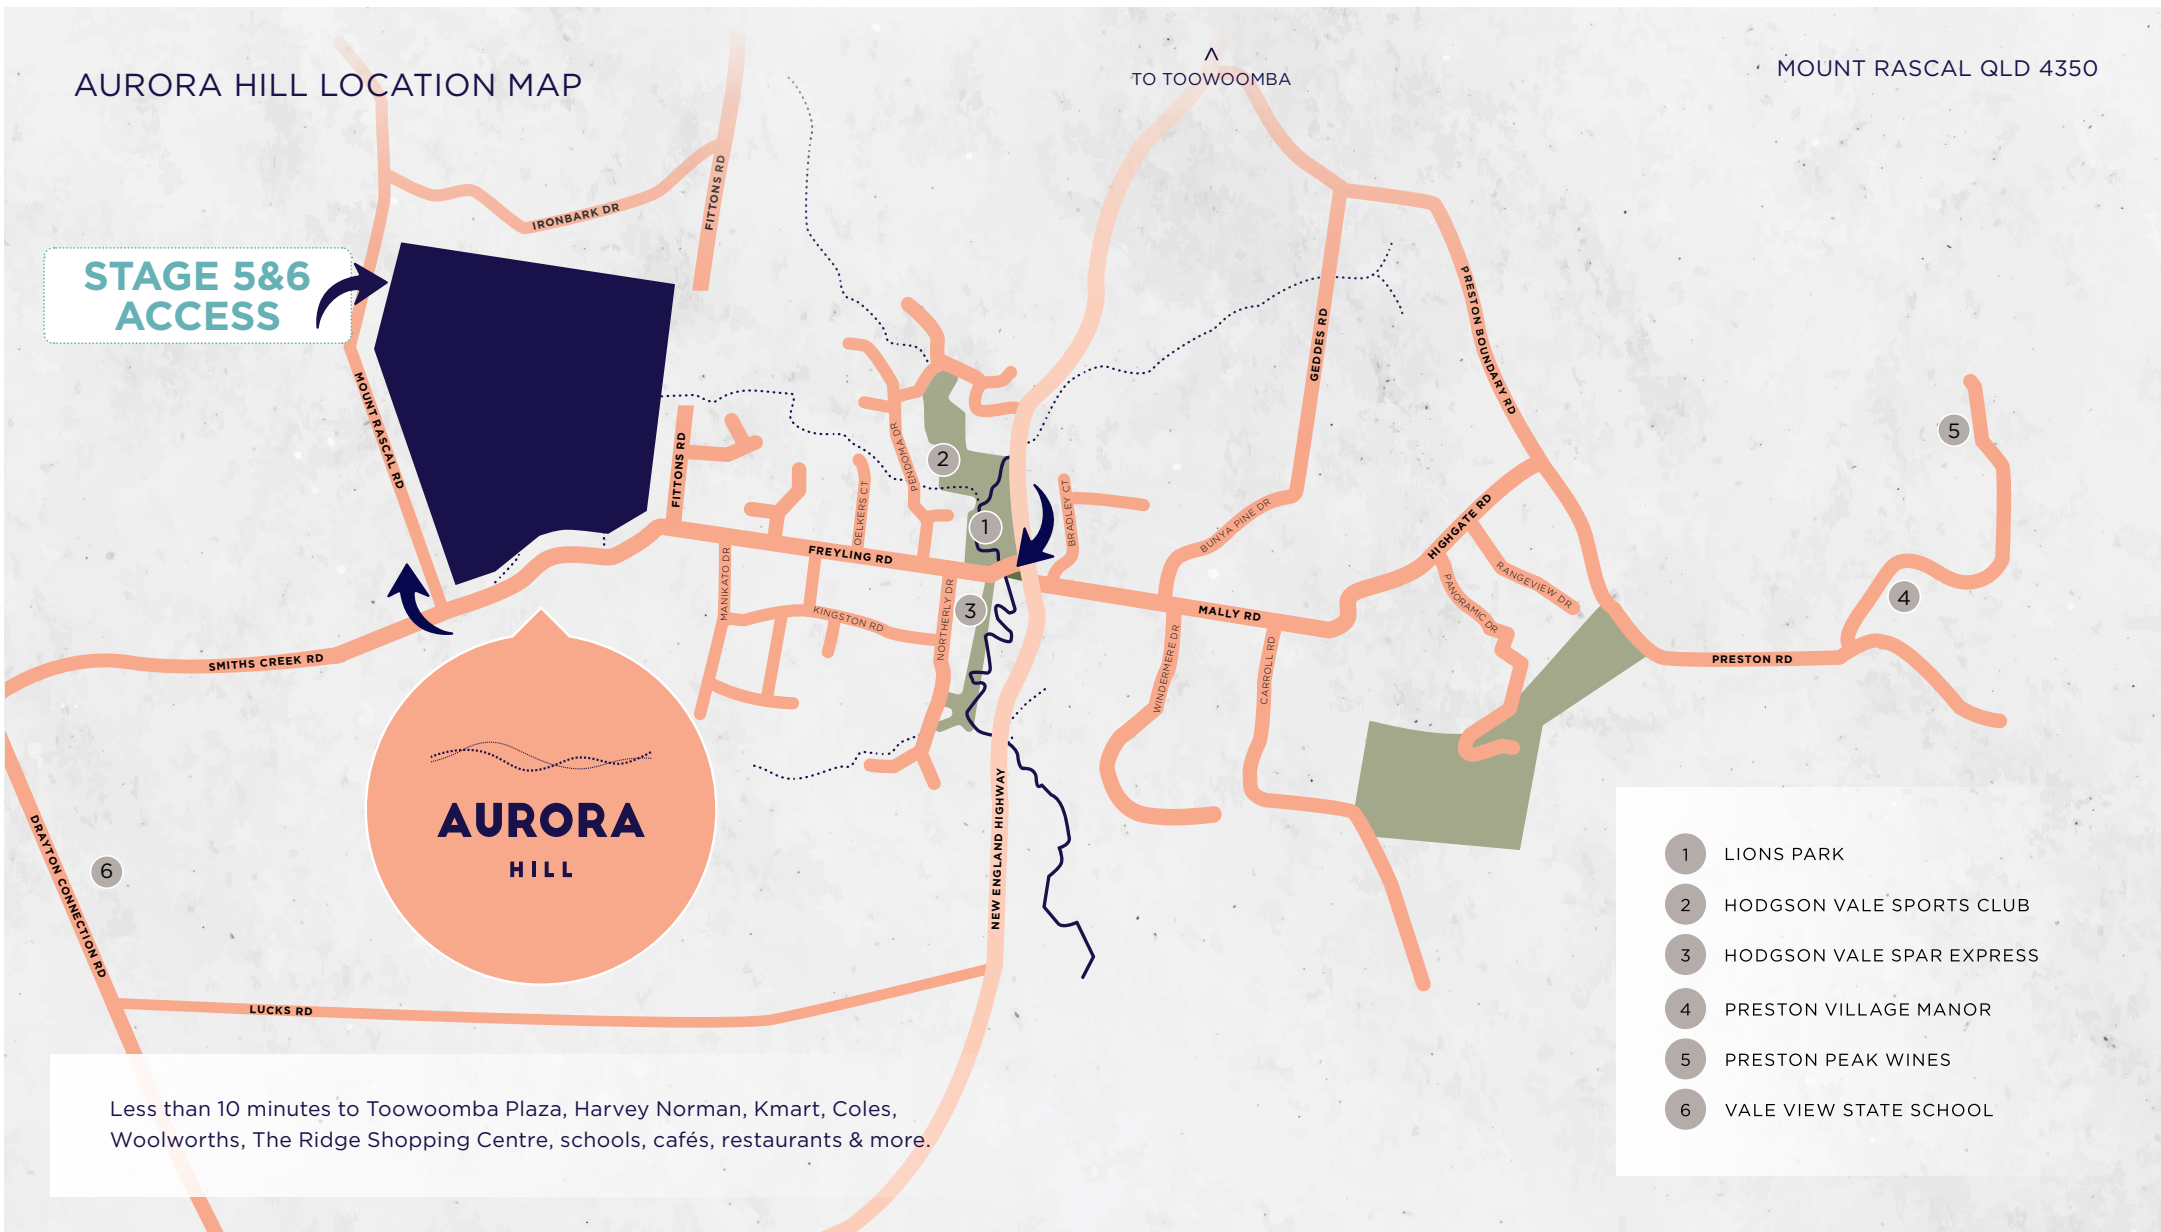 AURORA HILL LOCATION MAP
^
TO TOOWOOMBA
MOUNT RASCAL QLD 4350
STAGE 5&6
ACCESS
IRONBARK DR
FITTONS RD
MOUNT RASCAL RD
FITTONS RD
PENDOMA DR
OELKERS CT
BRADLEY CT
GEDDES RD
PRESTON BOUNDARY RD
BUNYA PINE DR
HIGHGATE RD
RANGEVIEW DR
PANORAMIC DR
FREYLING RD
MANIKATO DR
KINGSTON RD
NORTHERLY DR
MALLY RD
WINDERMERE DR
CARROLL RD
PRESTON RD
SMITHS CREEK RD
NEW ENGLAND HIGHWAY
DRAYTON CONNECTION RD
LUCKS RD
2
1
3
5
4
6
AURORA
HILL
1 LIONS PARK
2 HODGSON VALE SPORTS CLUB
3 HODGSON VALE SPAR EXPRESS
4 PRESTON VILLAGE MANOR
5 PRESTON PEAK WINES
6 VALE VIEW STATE SCHOOL
Less than 10 minutes to Toowoomba Plaza, Harvey Norman, Kmart, Coles,
Woolworths, The Ridge Shopping Centre, schools, cafés, restaurants & more.